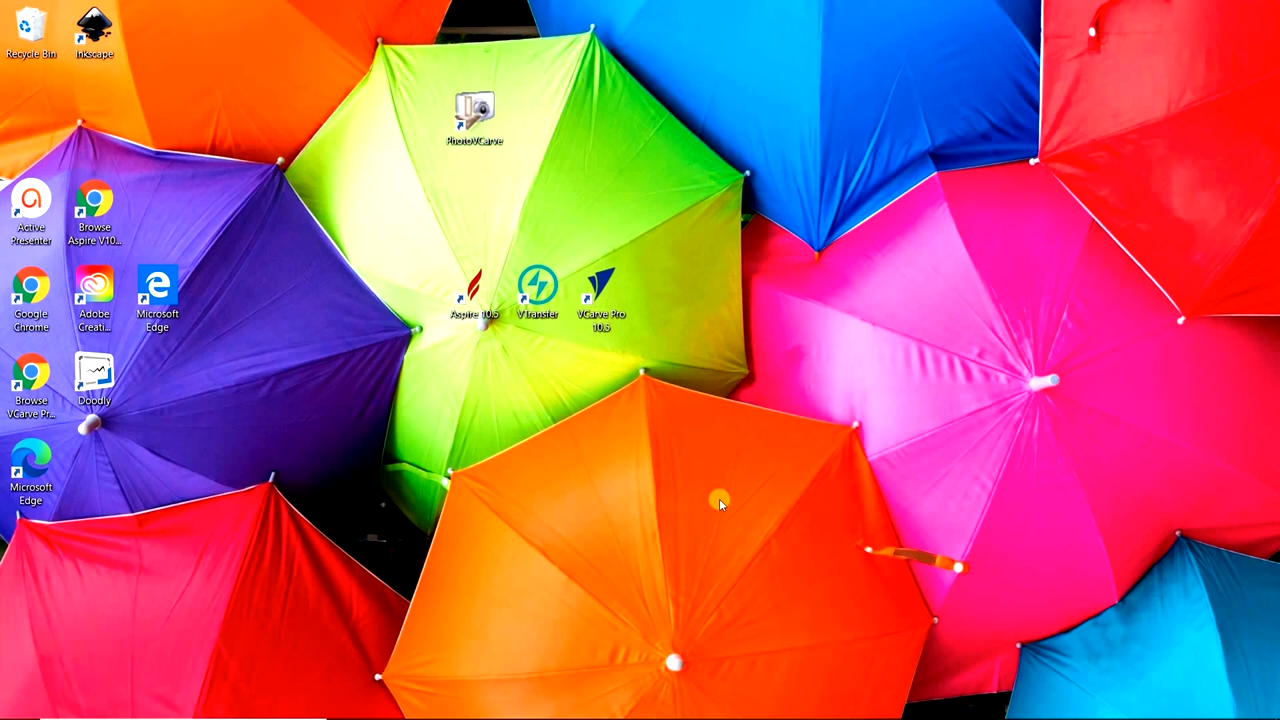 Recycle Bin
Inkscape
PhotoVCarve
Active
Presenter
Browse
Aspire V10...
Google
Chrome
Adobe
Creati...
Microsoft
Edge
Aspire 10.5
VTransfer
VCarve Pro
10.5
Browse
VCarve Pr...
Doodly
Microsoft
Edge